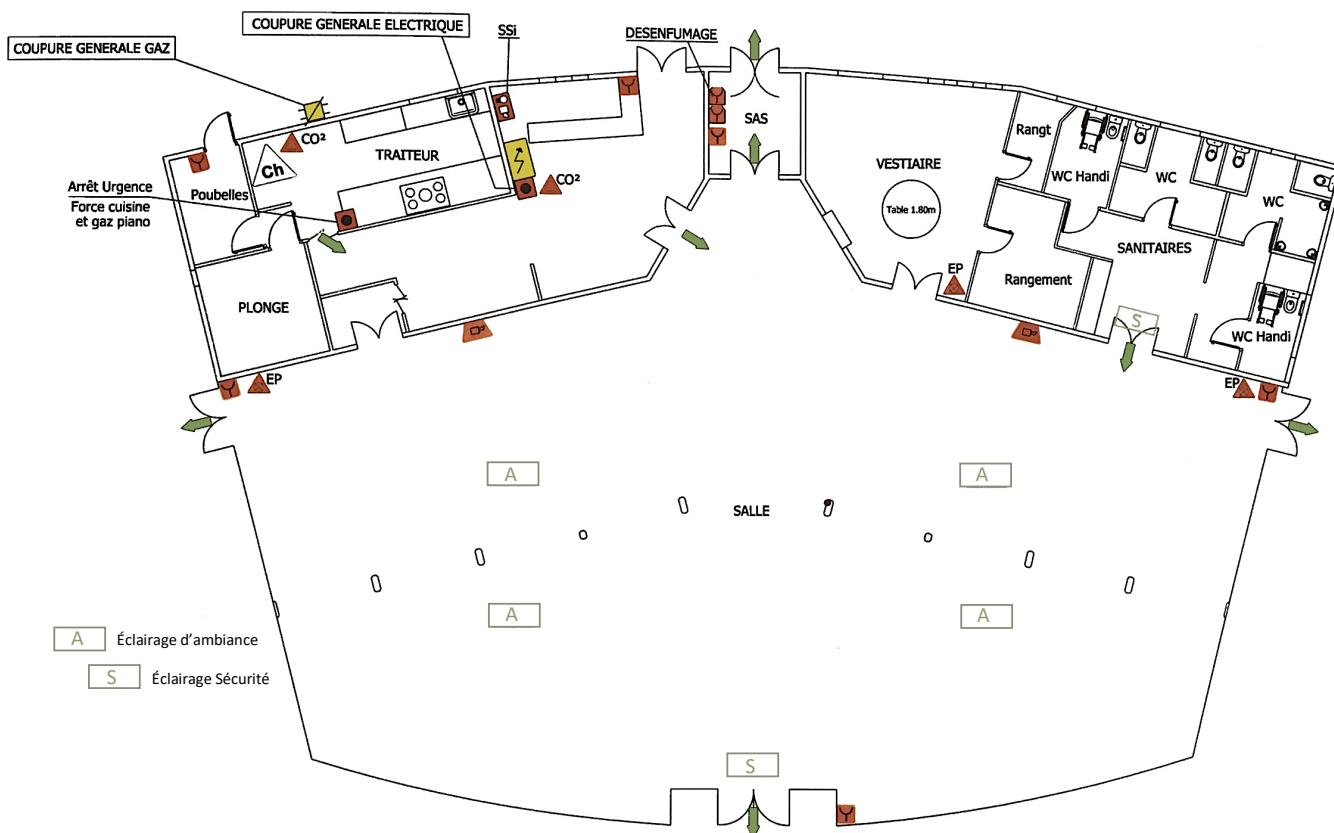 COUPURE GENERALE ELECTRIQUE
COUPURE GENERALE GAZ
SSi
DESENFUMAGE
CO²
TRAITEUR
Ch
Poubelles
CO²
Arrêt Urgence
Force cuisine
et gaz piano
PLONGE
EP
SAS
VESTIAIRE
Table 1.80m
Rangt
WC Handi
WC
WC
SANITAIRES
EP
Rangement
S
WC Handi
EP
A
A
SALLE
A
A
A Éclairage d'ambiance
S Éclairage Sécurité
S